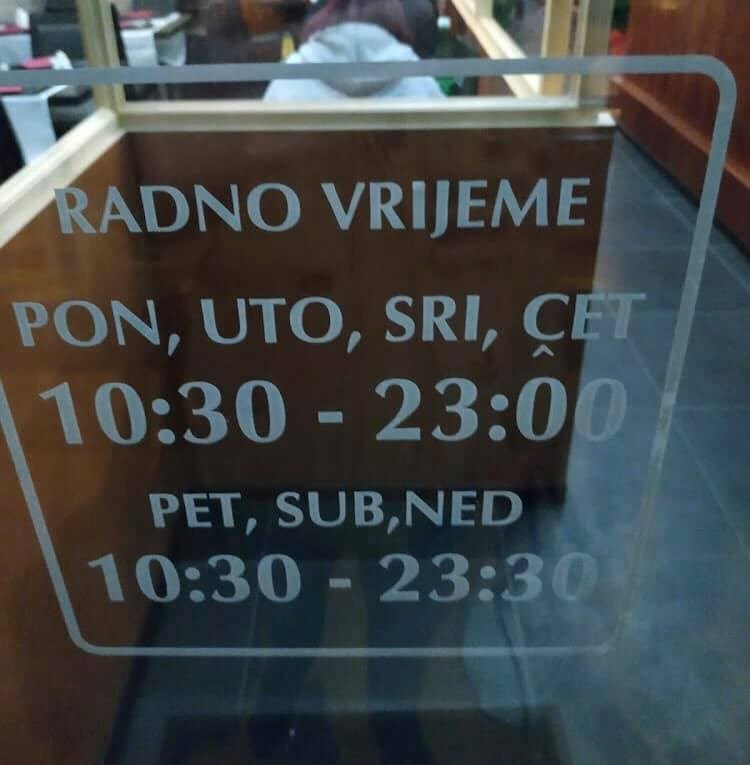 RADNO VRIJEME
PON, UTO, SRI, ČET
10:30 - 23:00
PET, SUB,NED
10:30 - 23:30